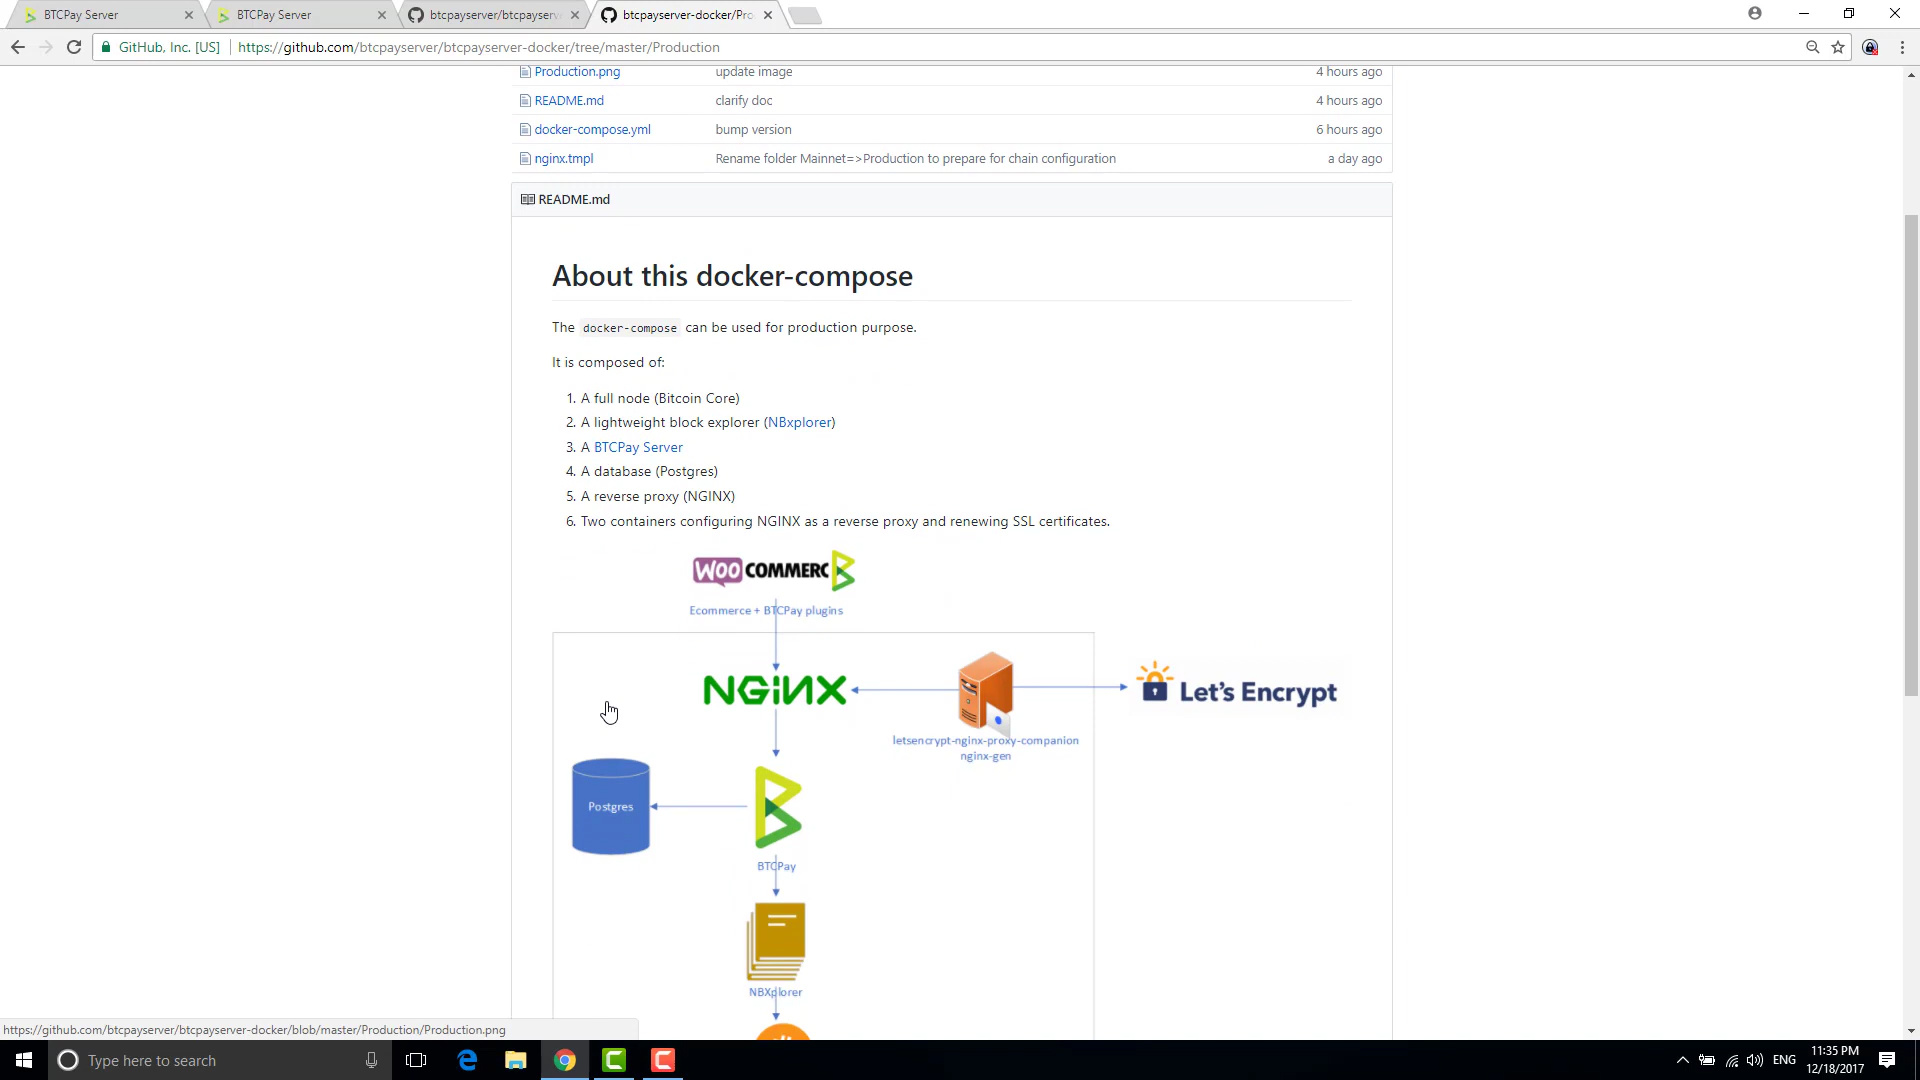 BTCPay Server
BTCPay Server
btcpayserver/btcpayserv
btcpayserver-docker/Pro
GitHub, Inc. [US]
https://github.com/btcpayserver/btcpayserver-docker/tree/master/Production
Production.png update image 4 hours ago
README.md clarify doc 4 hours ago
docker-compose.yml bump version 6 hours ago
nginx.tmpl Rename folder Mainnet=>Production to prepare for chain configuration a day ago
README.md
About this docker-compose
The docker-compose can be used for production purpose.
It is composed of:
1. A full node (Bitcoin Core)
2. A lightweight block explorer (NBxplorer)
3. A BTCPay Server
4. A database (Postgres)
5. A reverse proxy (NGINX)
6. Two containers configuring NGINX as a reverse proxy and renewing SSL certificates.
WOO COMMERC
Ecommerce + BTCPay plugins
NGINX
Let's Encrypt
letsencrypt-nginx-proxy-companion
nginx-gen
Postgres
BTCPay
NBXplorer
https://github.com/btcpayserver/btcpayserver-docker/blob/master/Production/Production.png
Type here to search
ENG
11:35 PM
12/18/2017